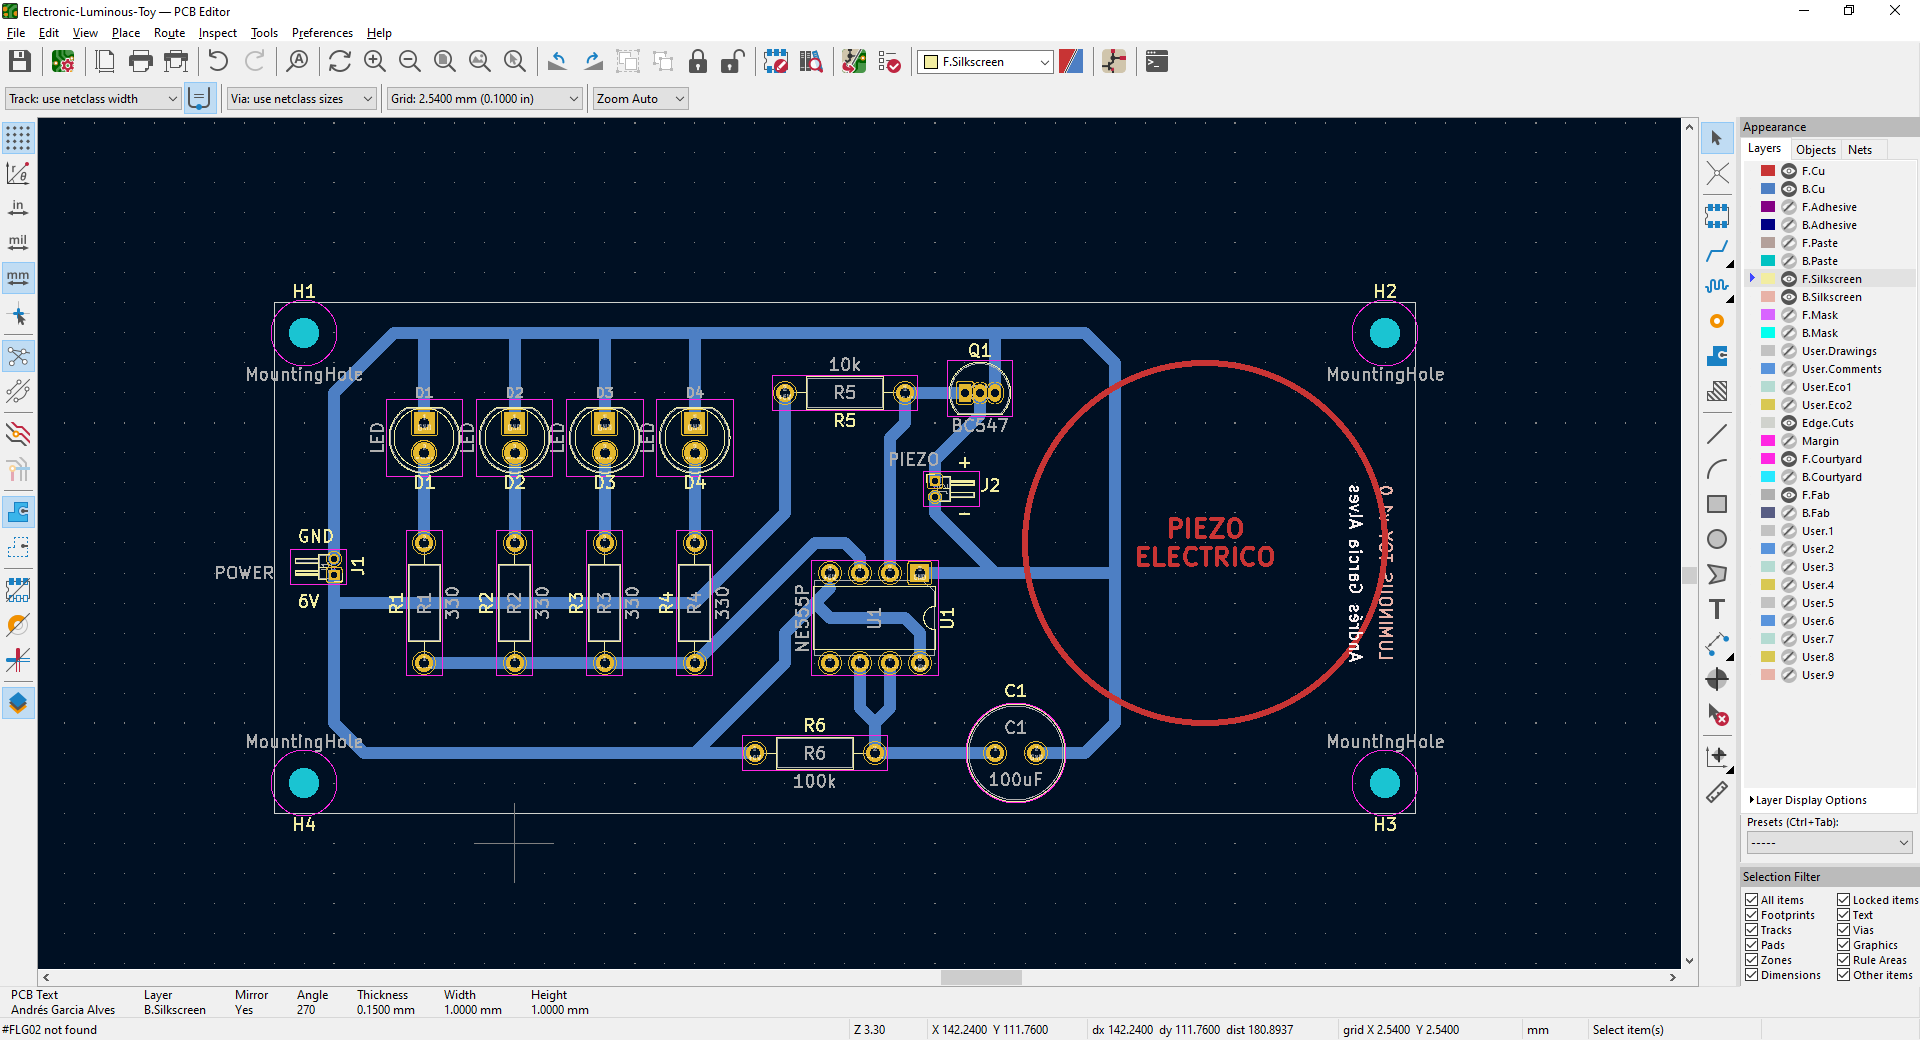 Electronic-Luminous-Toy — PCB Editor
File Edit View Place Route Inspect Tools Preferences Help
F.Silkscreen
Track: use netclass width
Via: use netclass sizes
Grid: 2.5400 mm (0.1000 in)
Zoom Auto
in
mil
mm
H1
MountingHole
H2
MountingHole
D1 D2 D3 D4
LED LED LED LED
D1 D2 D3 D4
10k
R5
R5
Q1
BC547
PIEZO
+
J2
−
PIEZO
ELECTRICO
Andrés Garcia Alves
GND
POWER
J1
6V
R1 R1 330
R2 R2 330
R3 R3 330
R4 R4 330
NE555P
U1
U1
R6
R6
100k
C1
C1
100uF
MountingHole
H4
MountingHole
H3
Appearance
Layers Objects Nets
F.Cu
B.Cu
F.Adhesive
B.Adhesive
F.Paste
B.Paste
F.Silkscreen
B.Silkscreen
F.Mask
B.Mask
User.Drawings
User.Comments
User.Eco1
User.Eco2
Edge.Cuts
Margin
F.Courtyard
B.Courtyard
F.Fab
B.Fab
User.1
User.2
User.3
User.4
User.5
User.6
User.7
User.8
User.9
Layer Display Options
Presets (Ctrl+Tab):
-----
Selection Filter
All items Locked items
Footprints Text
Tracks Vias
Pads Graphics
Zones Rule Areas
Dimensions Other items
PCB Text Layer Mirror Angle Thickness Width Height
Andrés Garcia Alves B.Silkscreen Yes 270 0.1500 mm 1.0000 mm 1.0000 mm
#FLG02 not found Z 3.30 X 142.2400 Y 111.7600 dx 142.2400 dy 111.7600 dist 180.8937 grid X 2.5400 Y 2.5400 mm Select item(s)